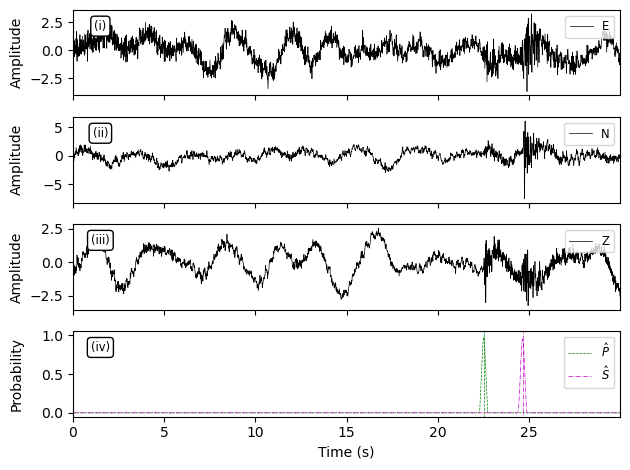 Amplitude
2.5
0.0
−2.5
(i)
E
Amplitude
5
0
−5
(ii)
N
Amplitude
2.5
0.0
−2.5
(iii)
Z
Probability
1.0
0.5
0.0
(iv)
P̂
Ŝ
0 5 10 15 20 25
Time (s)